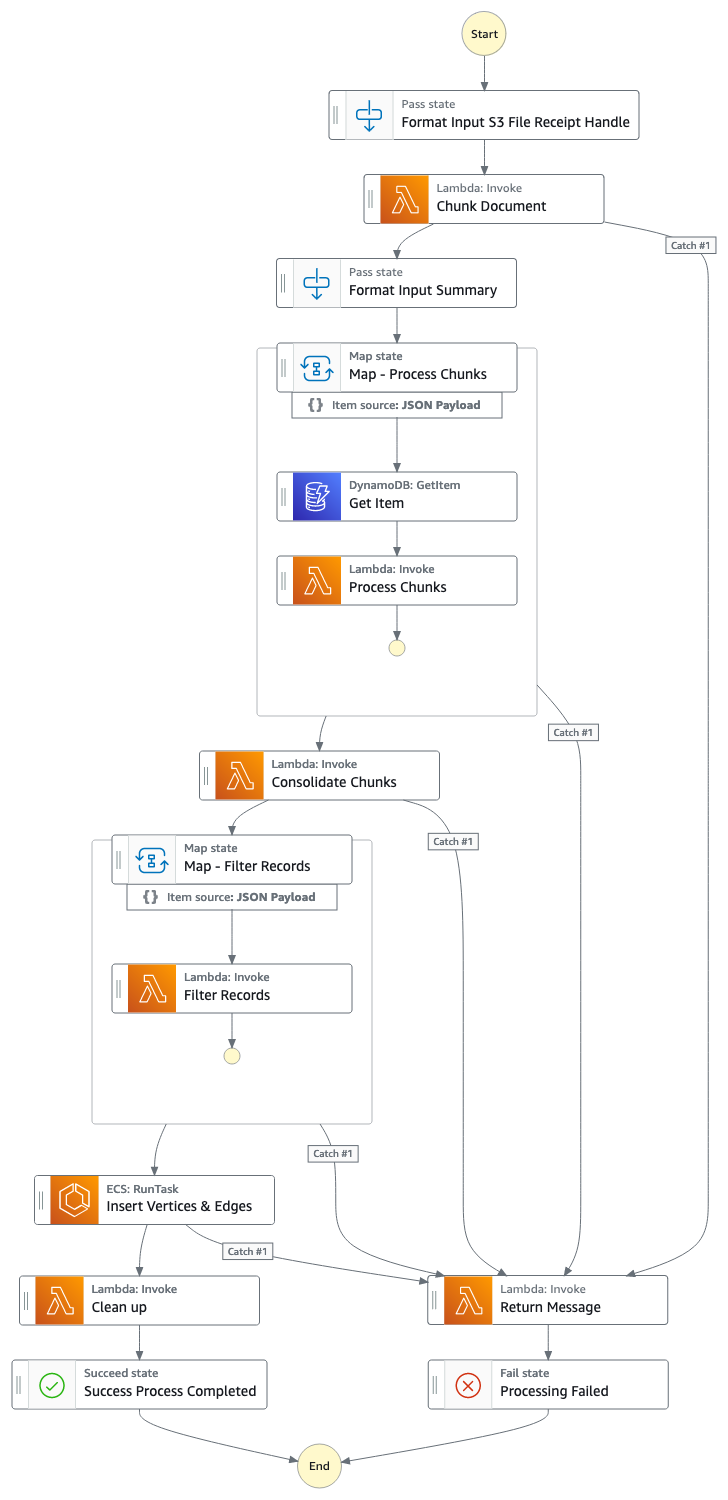 Start
Pass state
Format Input S3 File Receipt Handle
Lambda: Invoke
Chunk Document
Catch #1
Pass state
Format Input Summary
Map state
Map - Process Chunks
{} Item source: JSON Payload
DynamoDB: GetItem
Get Item
Lambda: Invoke
Process Chunks
Catch #1
Lambda: Invoke
Consolidate Chunks
Catch #1
Map state
Map - Filter Records
{} Item source: JSON Payload
Lambda: Invoke
Filter Records
Catch #1
ECS: RunTask
Insert Vertices & Edges
Catch #1
Lambda: Invoke
Clean up
Lambda: Invoke
Return Message
Succeed state
Success Process Completed
Fail state
Processing Failed
End